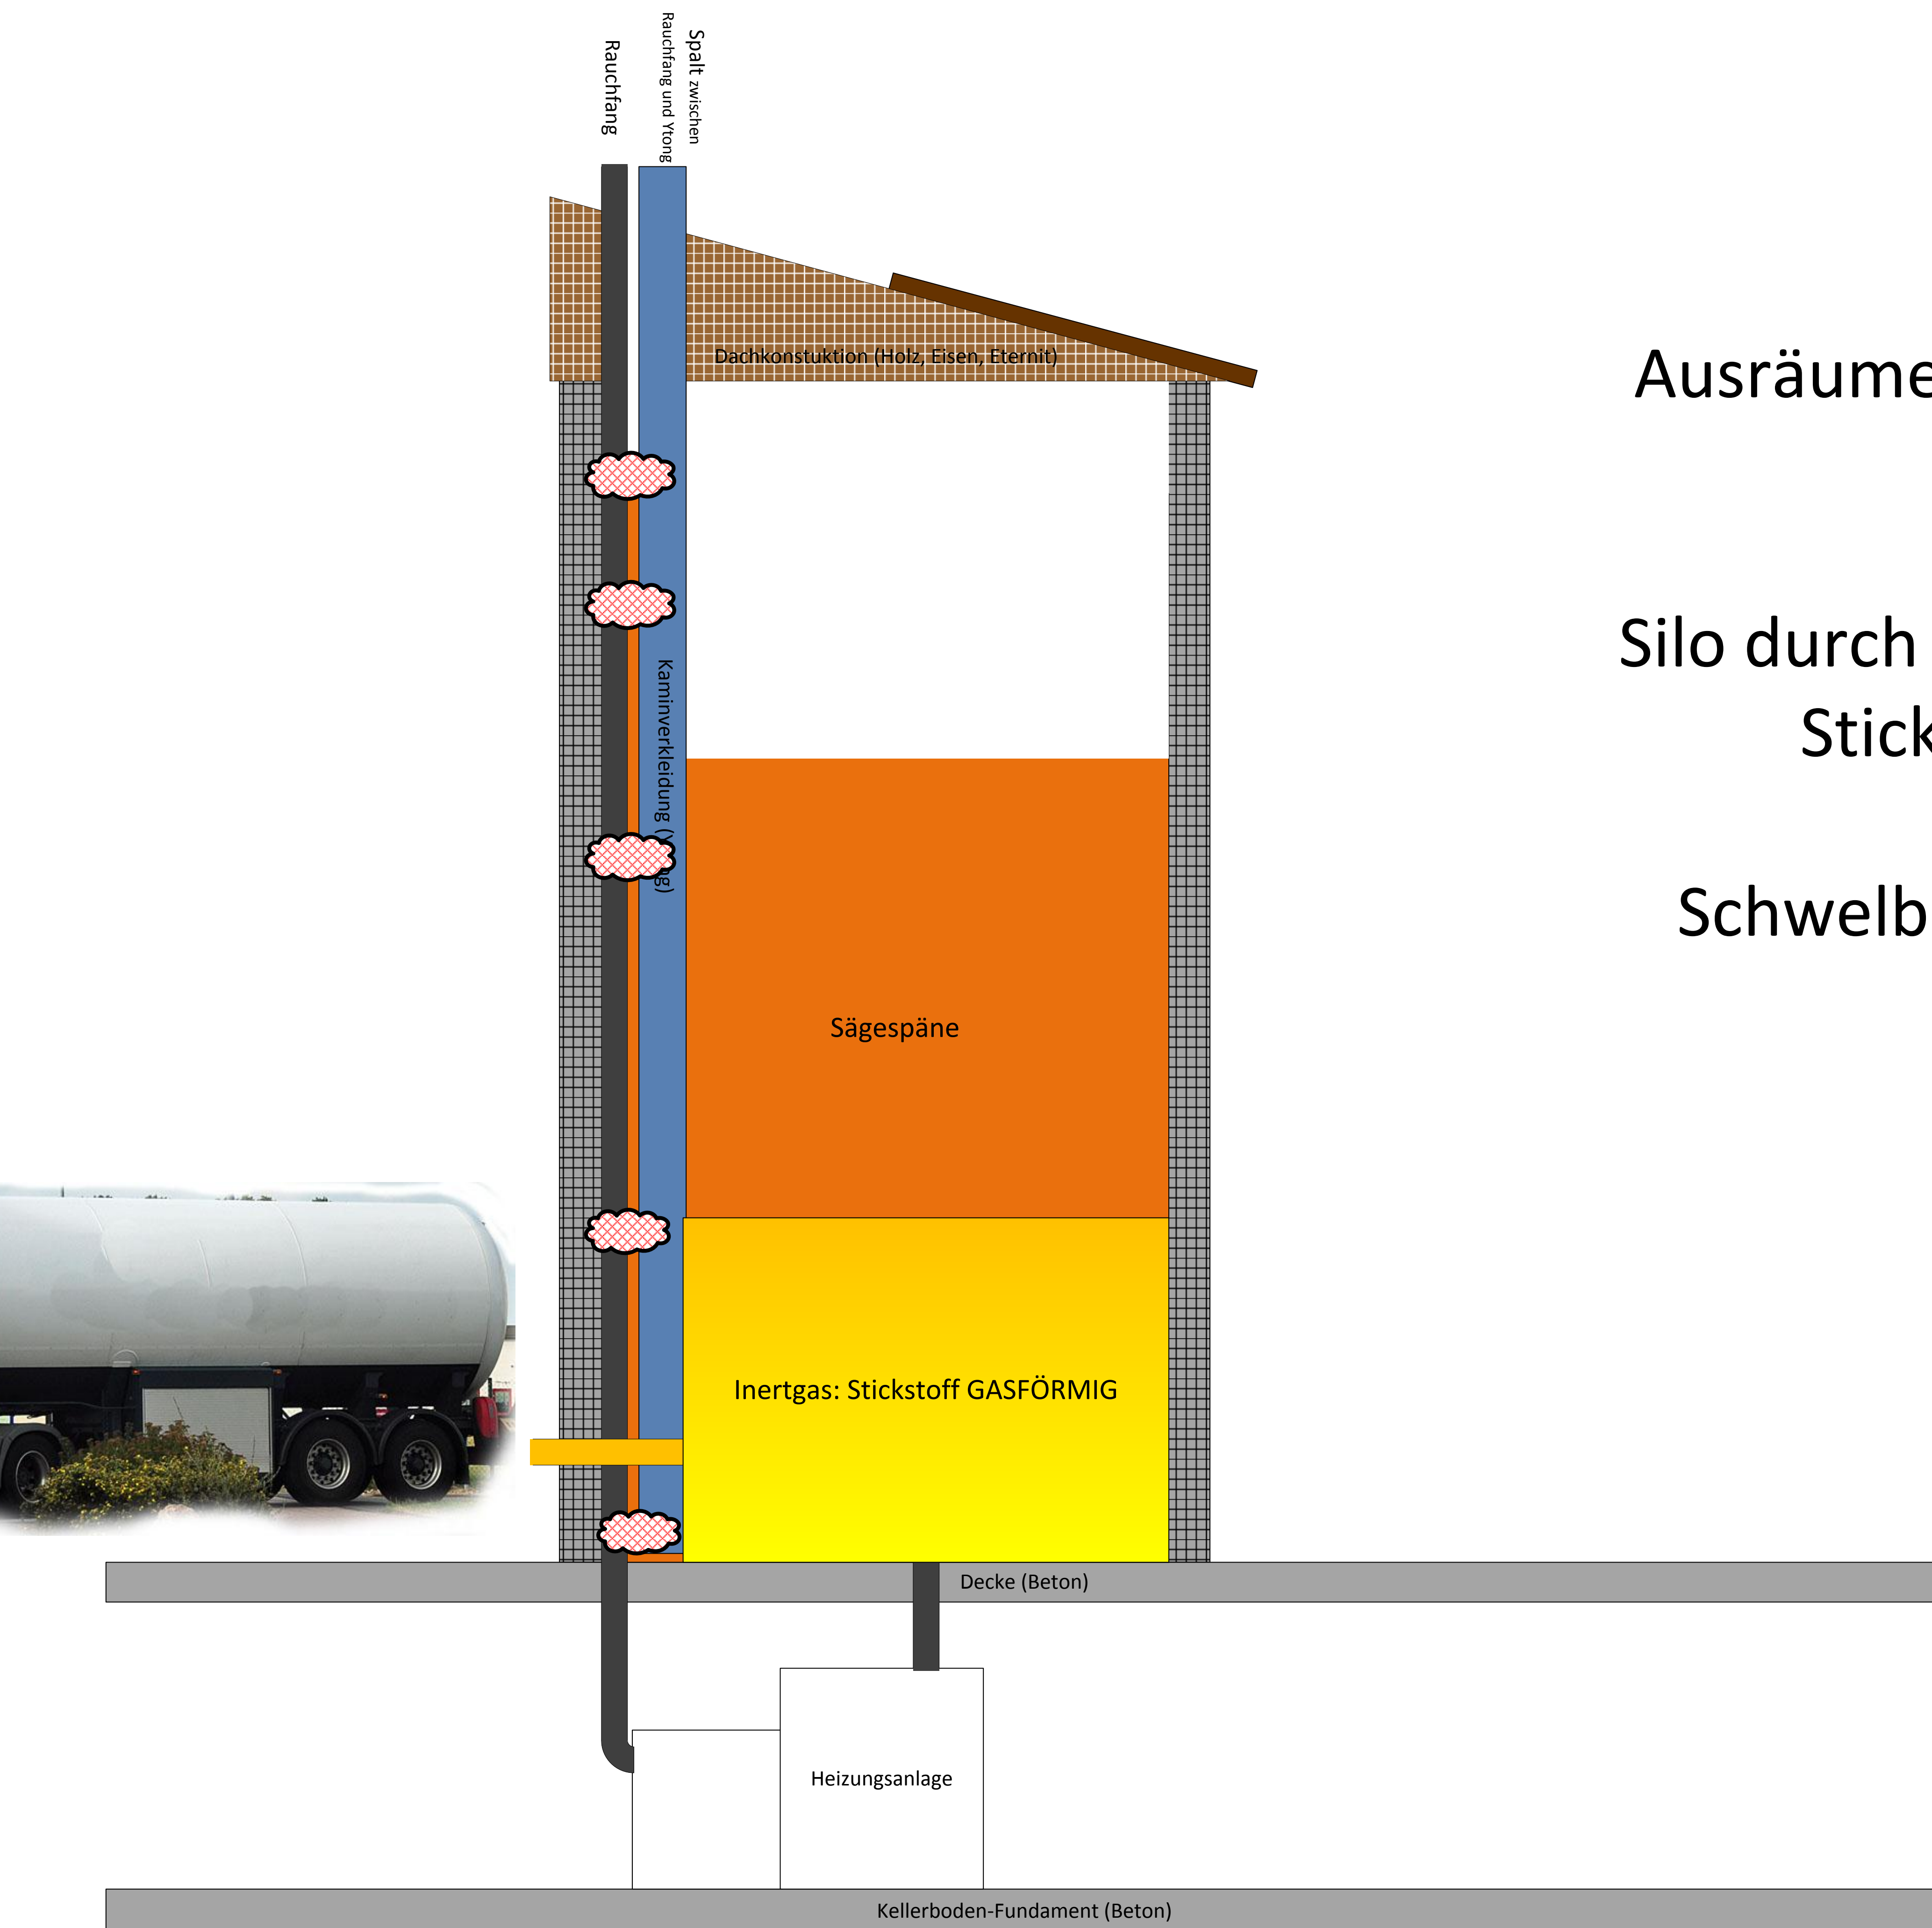 Rauchfang
Spalt zwischen
Rauchfang und Ytong
Dachkonstuktion (Holz, Eisen, Eternit)
Ausräume
Silo durch
Stick
Schwelb
Kaminverkleidung
Sägespäne
Inertgas: Stickstoff GASFÖRMIG
Decke (Beton)
Heizungsanlage
Kellerboden-Fundament (Beton)